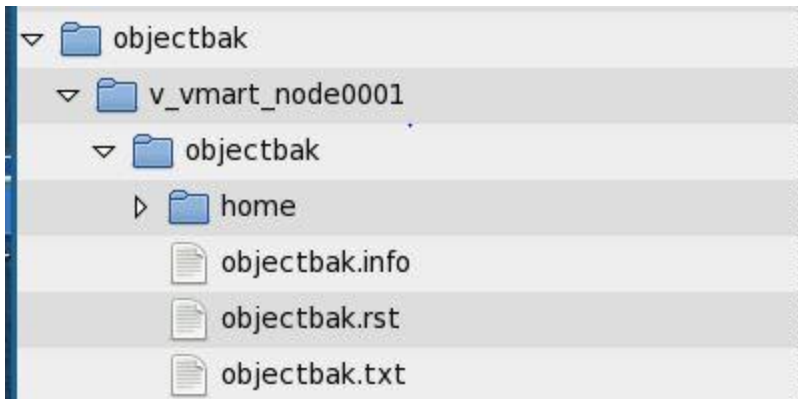 objectbak
v_vmart_node0001
objectbak
home
objectbak.info
objectbak.rst
objectbak.txt